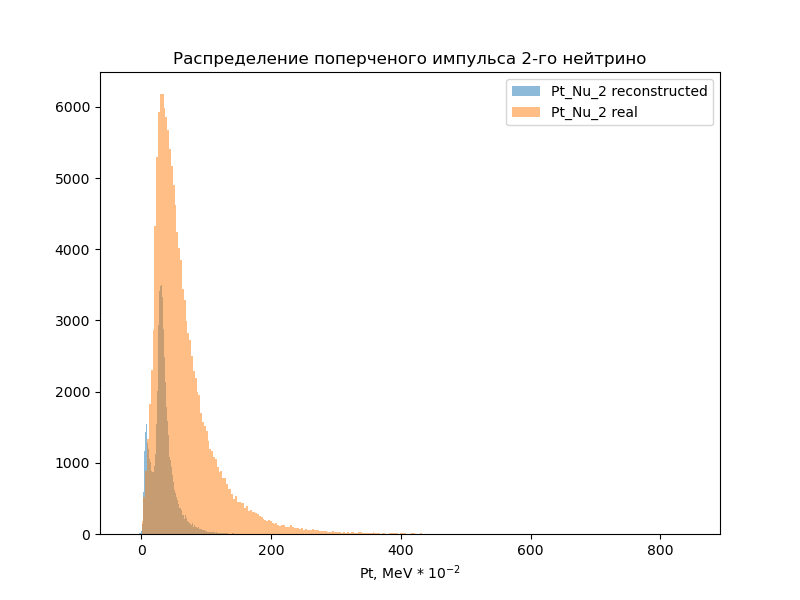 Распределение поперченого импульса 2-го нейтрино
Pt_Nu_2 reconstructed
Pt_Nu_2 real
6000
5000
4000
3000
2000
1000
0
0 200 400 600 800
Pt, MeV * 10⁻²